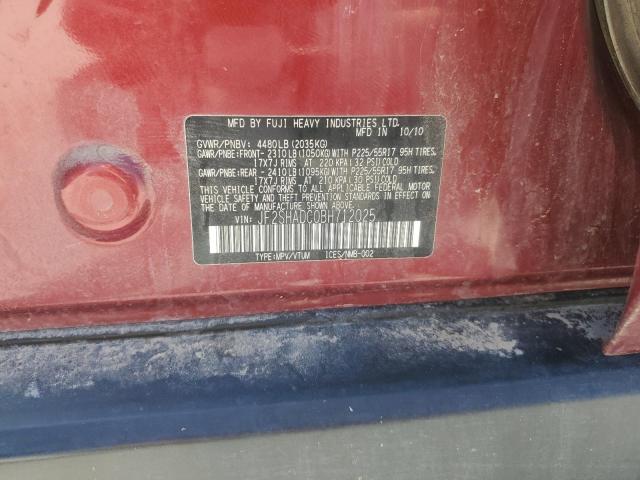 MFD BY FUJI HEAVY INDUSTRIES LTD.
MADE IN JAPAN 10/10
GVWR/PNBV: 4480LB (2035KG)
GAWR/PNBE:FRONT- 2310LB(1050KG)WITH P225/55R17 95H TIRES,
17X7J RIMS AT 220 KPA(32 PSI)COLD
GAWR/PNBE:REAR - 2410LB(1095KG)WITH P225/55R17 95H TIRES,
17X7J RIMS AT 210 KPA(30 PSI)COLD
THIS VEHICLE CONFORMS TO ALL APPLICABLE FEDERAL MOTOR
VEHICLE SAFETY AND THEFT PREVENTION STANDARDS IN EFFECT
ON THE DATE OF MANUFACTURE SHOWN ABOVE.
VIN: JF2SHADC0BH712025
TYPE:MPV/VTUM ICES/NMB-002